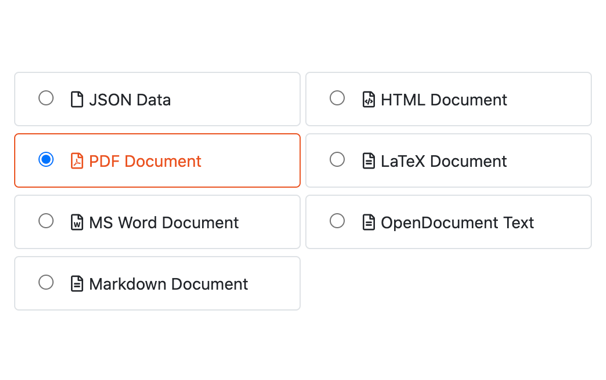 JSON Data
HTML Document
PDF Document
LaTeX Document
MS Word Document
OpenDocument Text
Markdown Document